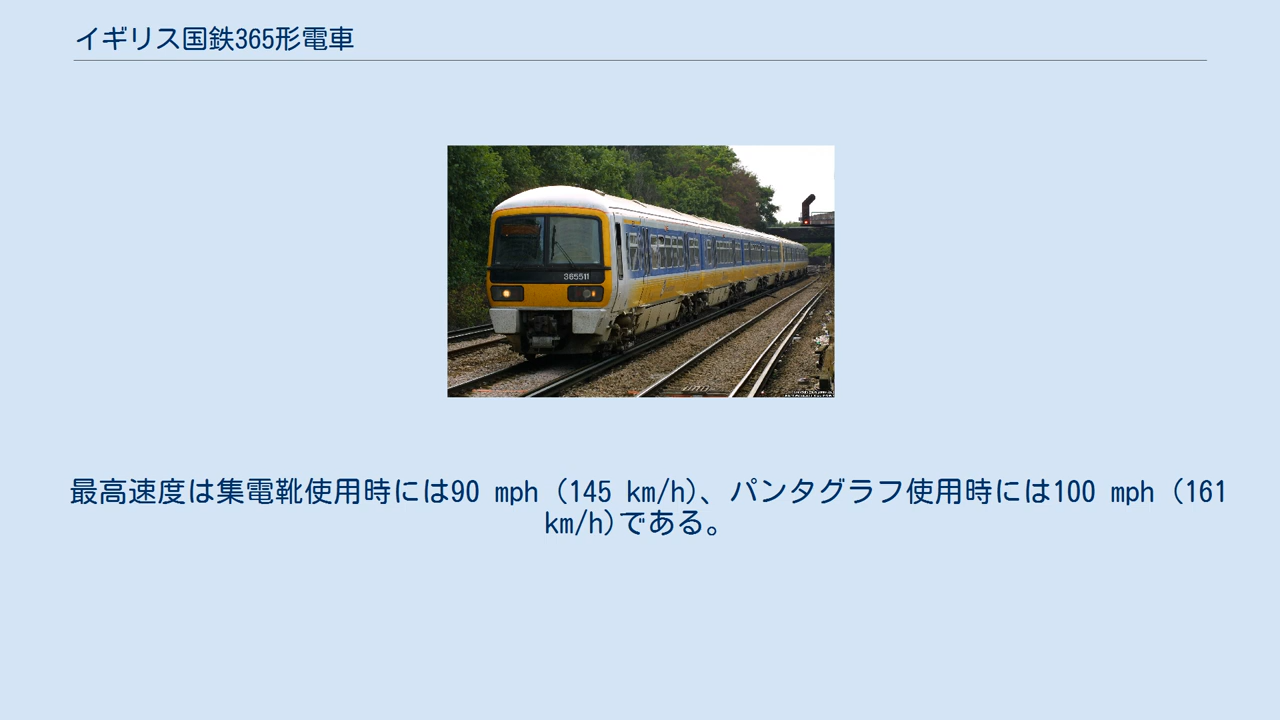 イギリス国鉄365形電車
365511
最高速度は集電靴使用時には90 mph (145 km/h)、パンタグラフ使用時には100 mph (161
km/h)である。